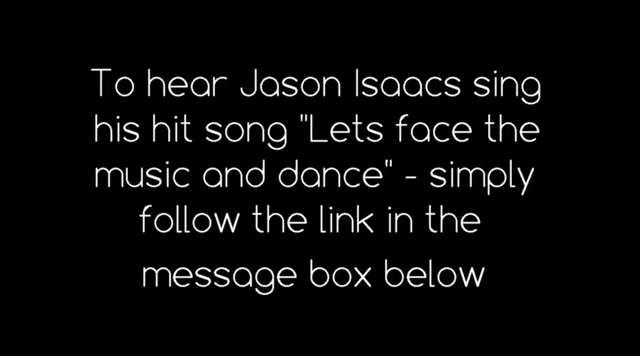 To hear Jason Isaacs sing
his hit song "Lets face the
music and dance" - simply
follow the link in the
message box below